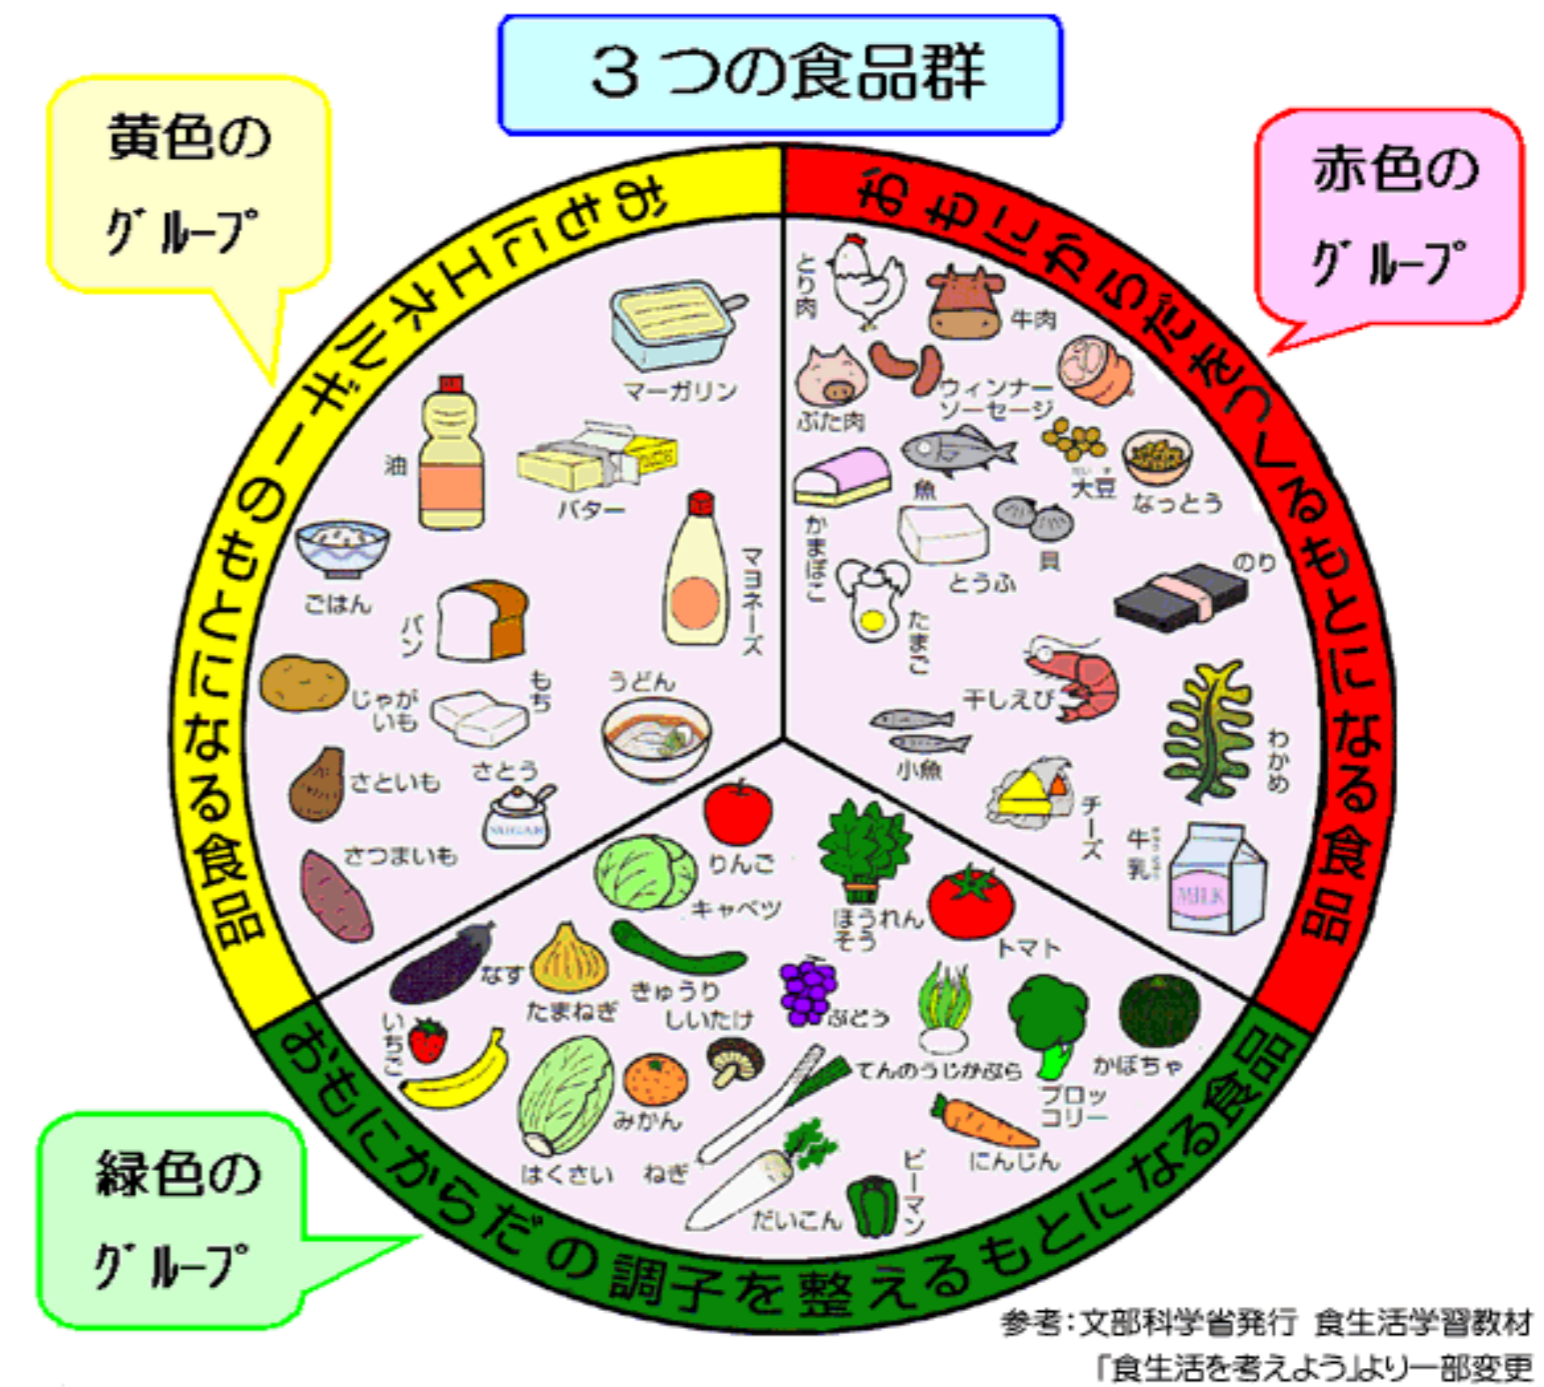 3つの食品群
黄色の
グループ
赤色の
グループ
おもにエネルギーのもとになる食品
マーガリン
油
バター
マヨネーズ
ごはん
パン
じゃが
いも
もち
うどん
さといも
さとう
SUGAR
さつまいも
おもにからだをつくるもとになる食品
とり肉
牛肉
ぶた肉
ウィンナー
ソーセージ
魚
だいず
大豆
なっとう
かまぼこ
とうふ
貝
のり
たまご
干しえび
小魚
わかめ
チーズ
牛乳
MILK
りんご
キャベツ
ほうれん
そう
トマト
なす
たまねぎ
きゅうり
しいたけ
ぶどう
いちご
みかん
てんのうじかぶら
ブロッ
コリー
かぼちゃ
はくさい
ねぎ
だいこん
ピーマン
にんじん
おもにからだの調子を整えるもとになる食品
緑色の
グループ
参考：文部科学省発行 食生活学習教材
「食生活を考えよう」より一部変更